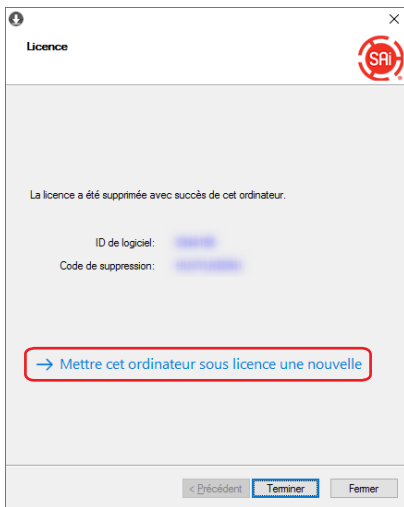 Licence
SAi
La licence a été supprimée avec succès de cet ordinateur.
ID de logiciel:
Code de suppression:
→ Mettre cet ordinateur sous licence une nouvelle
< Précédent Terminer Fermer